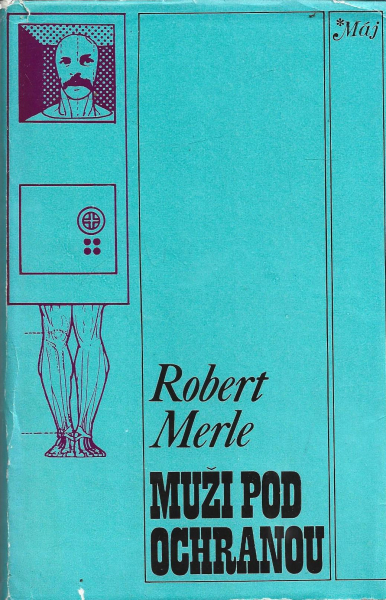 *Máj
Robert
Merle
MUŽI POD
OCHRANOU